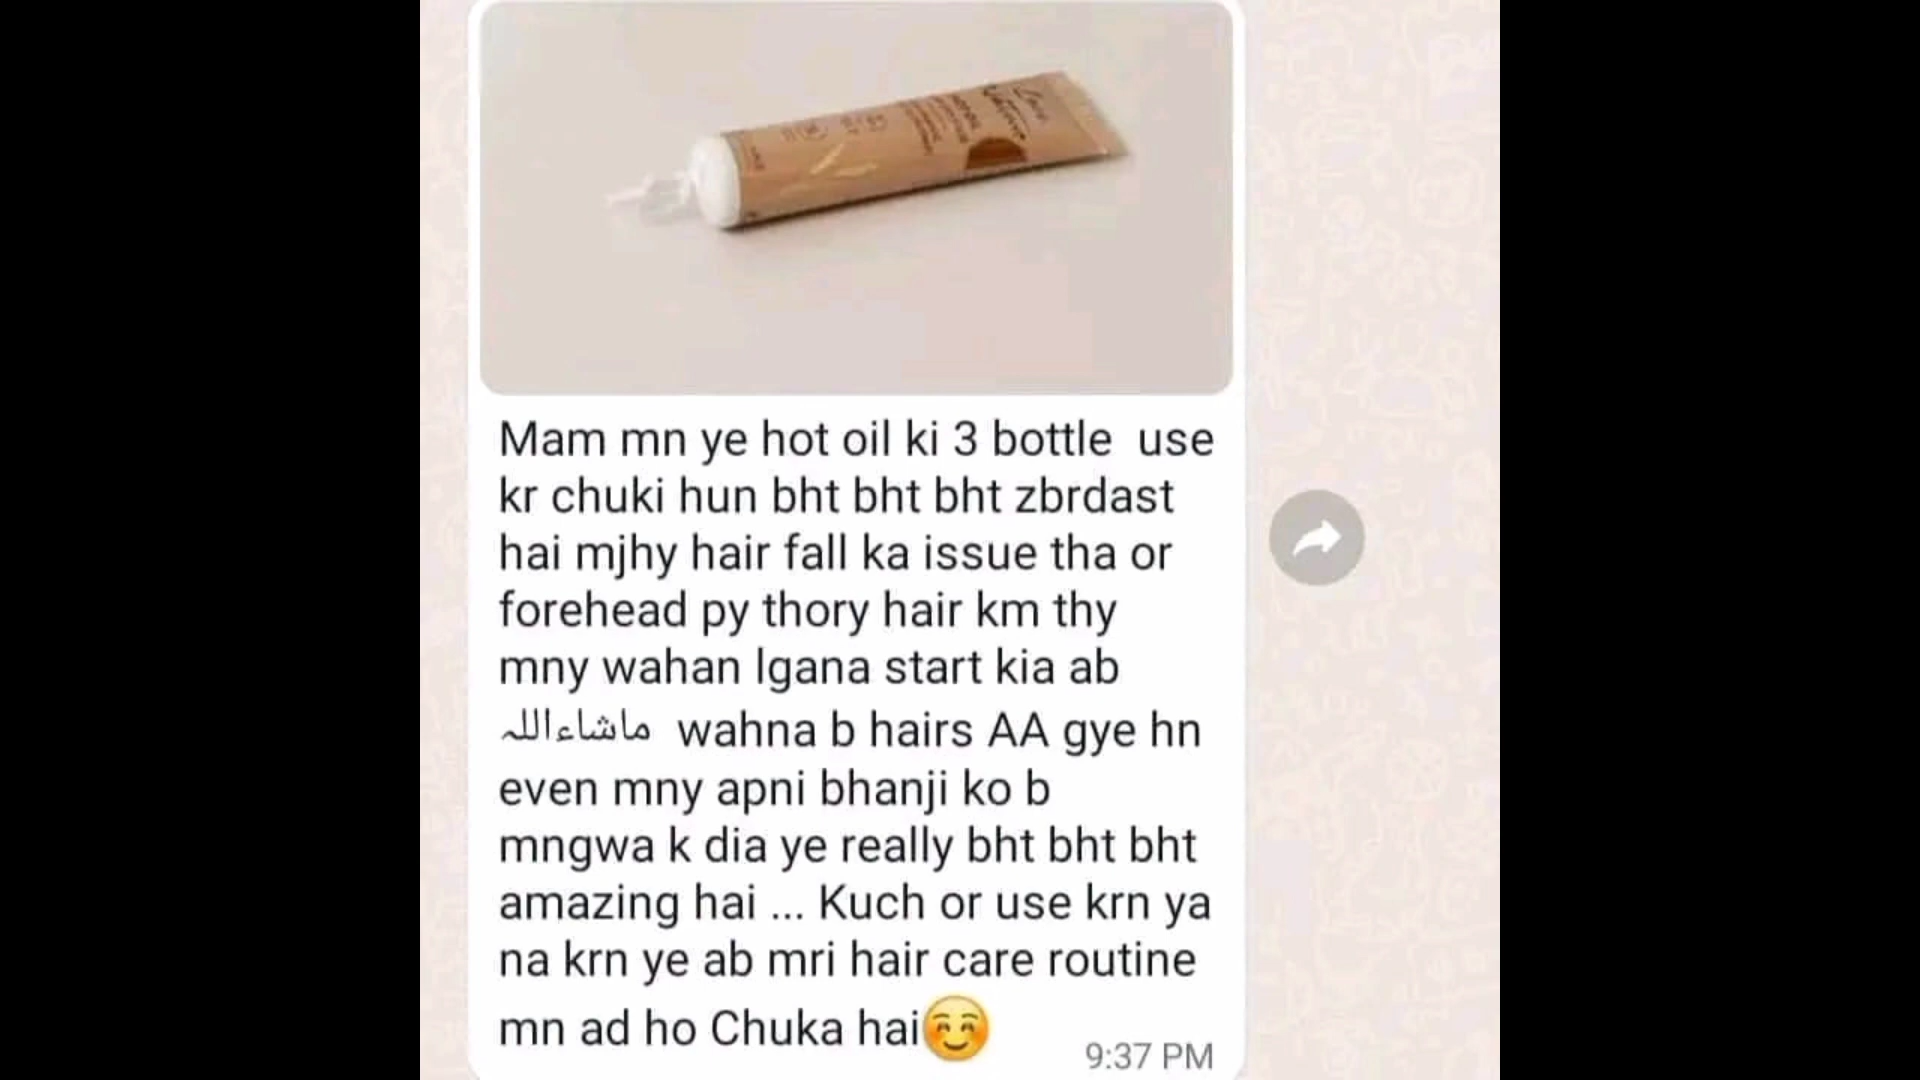 Love
Nature
Mam mn ye hot oil ki 3 bottle  use
kr chuki hun bht bht bht zbrdast
hai mjhy hair fall ka issue tha or
forehead py thory hair km thy
mny wahan lgana start kia ab
ماشاءاللہ wahna b hairs AA gye hn
even mny apni bhanji ko b
mngwa k dia ye really bht bht bht
amazing hai ... Kuch or use krn ya
na krn ye ab mri hair care routine
mn ad ho Chuka hai☺️
9:37 PM